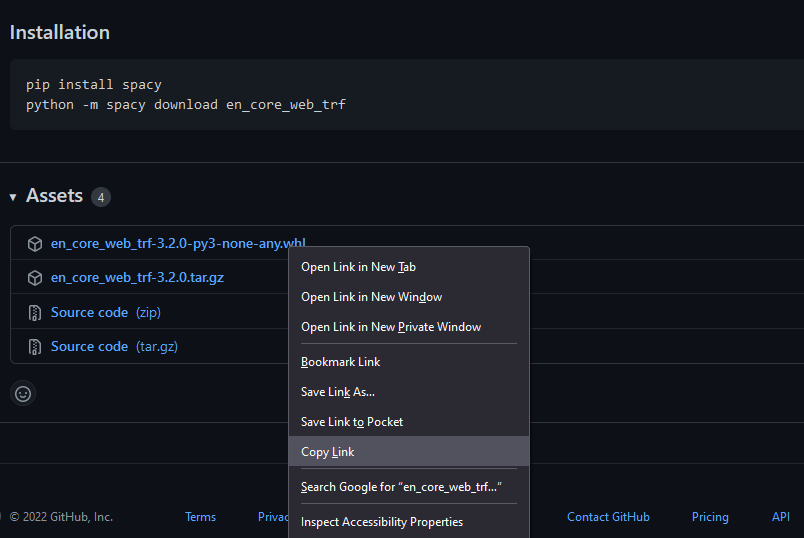 Installation
pip install spacy
python -m spacy download en_core_web_trf
Assets 4
en_core_web_trf-3.2.0-py3-none-any.whl
en_core_web_trf-3.2.0.tar.gz
Source code (zip)
Source code (tar.gz)
Open Link in New Tab
Open Link in New Window
Open Link in New Private Window
Bookmark Link
Save Link As...
Save Link to Pocket
Copy Link
Search Google for “en_core_web_trf...”
Inspect Accessibility Properties
© 2022 GitHub, Inc. Terms Contact GitHub Pricing API